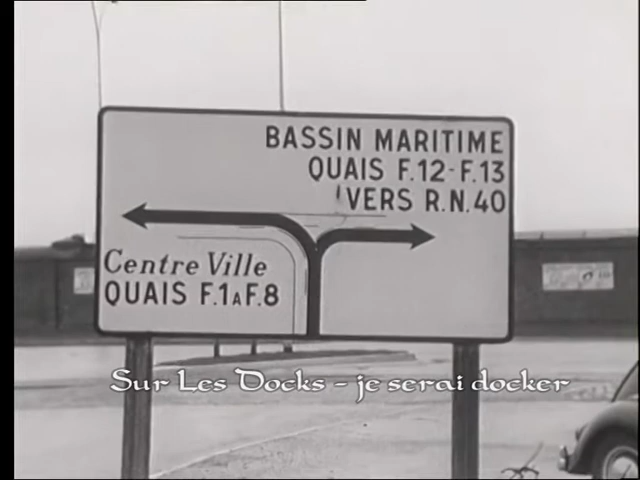 BASSIN MARITIME
QUAIS F.12-F.13
VERS R.N.40
Centre Ville
QUAIS F.1 A F.8
Sur Les Docks - je serai docker